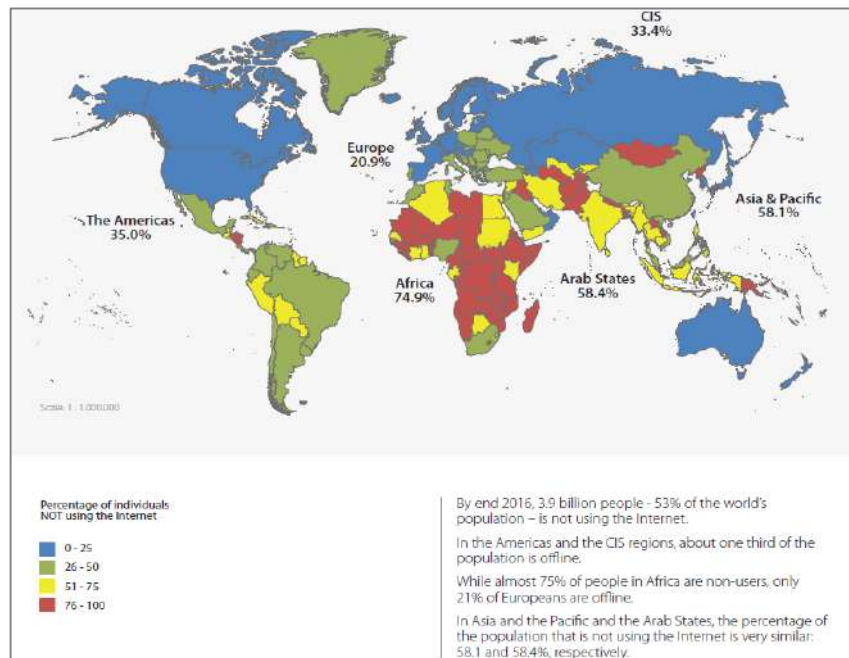 CIS
33.4%
Europe
20.9%
The Americas
35.0%
Asia & Pacific
58.1%
Africa
74.9%
Arab States
58.4%
Scale: 1 : 1.000.000
Percentage of individuals
NOT using the Internet
0 - 25
26 - 50
51 - 75
76 - 100
By end 2016, 3.9 billion people - 53% of the world's
population – is not using the Internet.
In the Americas and the CIS regions, about one third of the
population is offline.
While almost 75% of people in Africa are non-users, only
21% of Europeans are offline.
In Asia and the Pacific and the Arab States, the percentage of
the population that is not using the Internet is very similar:
58.1 and 58.4%, respectively.